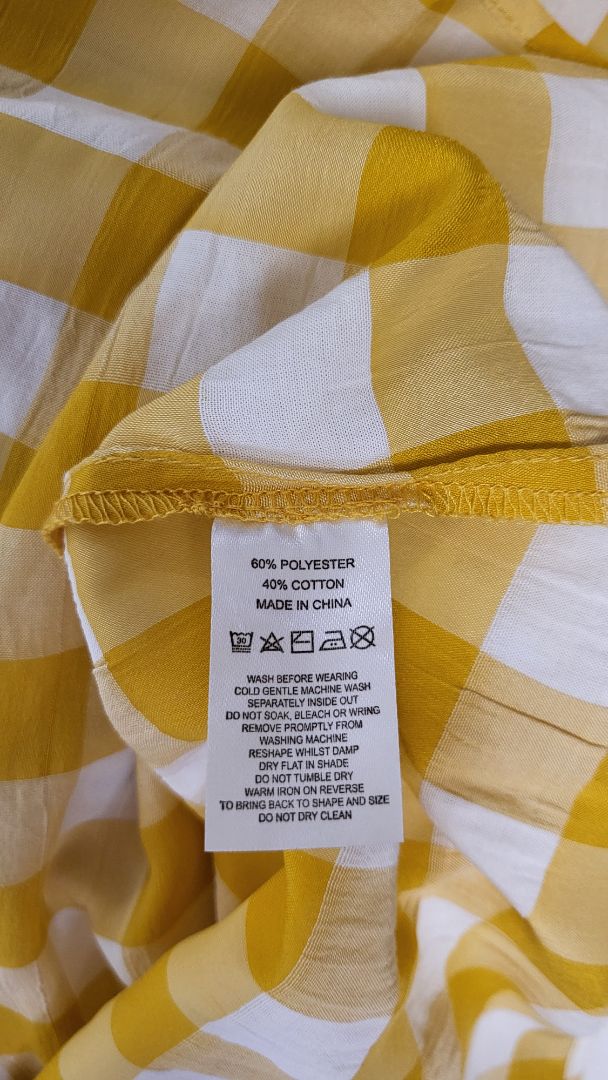 60% POLYESTER
40% COTTON
MADE IN CHINA
30
WASH BEFORE WEARING
COLD GENTLE MACHINE WASH
SEPARATELY INSIDE OUT
DO NOT SOAK, BLEACH OR WRING
REMOVE PROMPTLY FROM
WASHING MACHINE
RESHAPE WHILST DAMP
DRY FLAT IN SHADE
DO NOT TUMBLE DRY
WARM IRON ON REVERSE
TO BRING BACK TO SHAPE AND SIZE
DO NOT DRY CLEAN